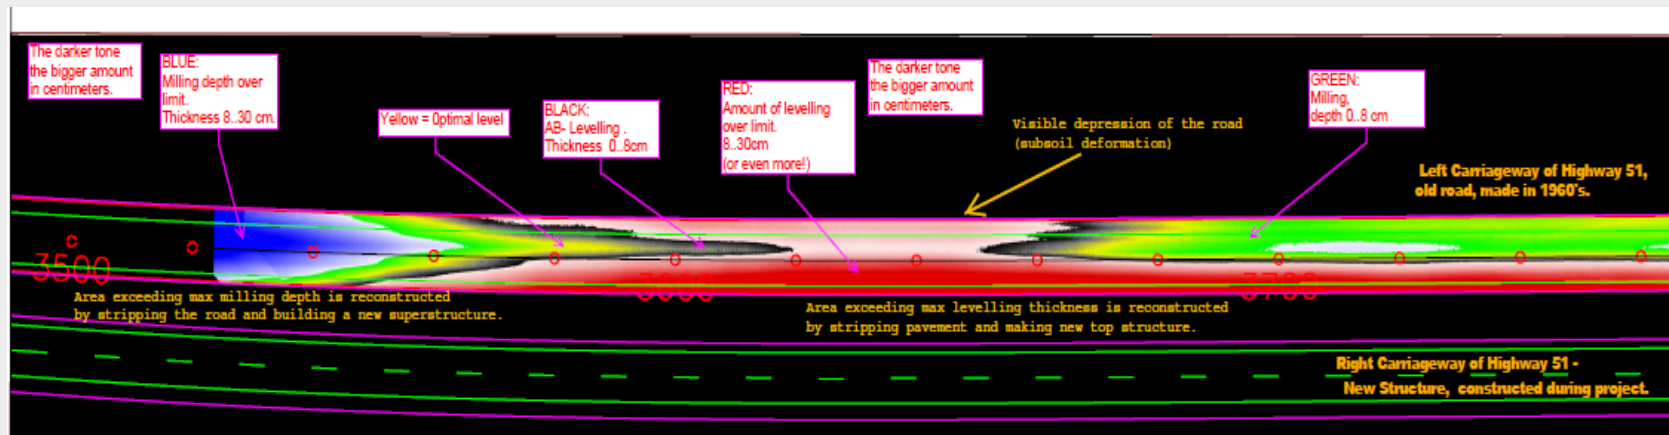 The darker tone
the bigger amount
in centimeters.
BLUE:
Milling depth over
limit.
Thickness 8..30 cm.
Yellow = Optimal level
BLACK:
AB- Levelling .
Thickness 0..8cm
RED:
Amount of levelling
over limit.
8..30cm
(or even more!)
The darker tone
the bigger amount
in centimeters.
Visible depression of the road
(subsoil deformation)
GREEN:
Milling,
depth 0..8 cm
Left Carriageway of Highway 51,
old road, made in 1960's.
3500
3600
3700
Area exceeding max milling depth is reconstructed
by stripping the road and building a new superstructure.
Area exceeding max levelling thickness is reconstructed
by stripping pavement and making new top structure.
Right Carriageway of Highway 51 -
New Structure, constructed during project.